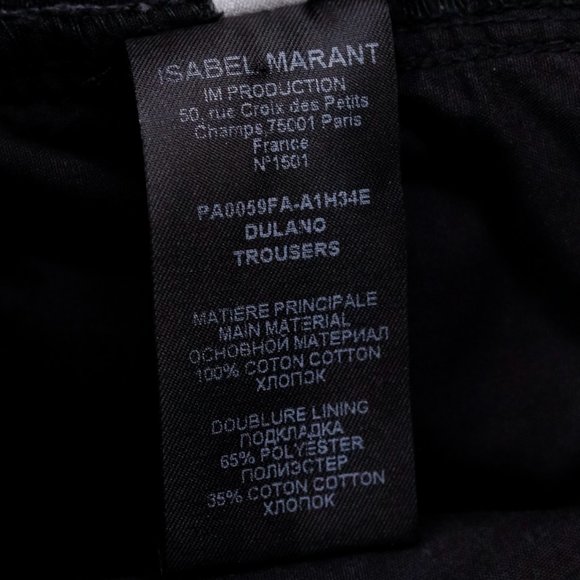 ISABEL MARANT
IM PRODUCTION
50, rue Croix des Petits
Champs 75001 Paris
France
N°1501
PA0059FA-A1H34E
DULANO
TROUSERS
MATIERE PRINCIPALE
MAIN MATERIAL
ОСНОВНОЙ МАТЕРИАЛ
100% COTON COTTON
ХЛОПОК
DOUBLURE LINING
ПОДКЛАДКА
65% POLYESTER
ПОЛИЭСТЕР
35% COTON COTTON
ХЛОПОК